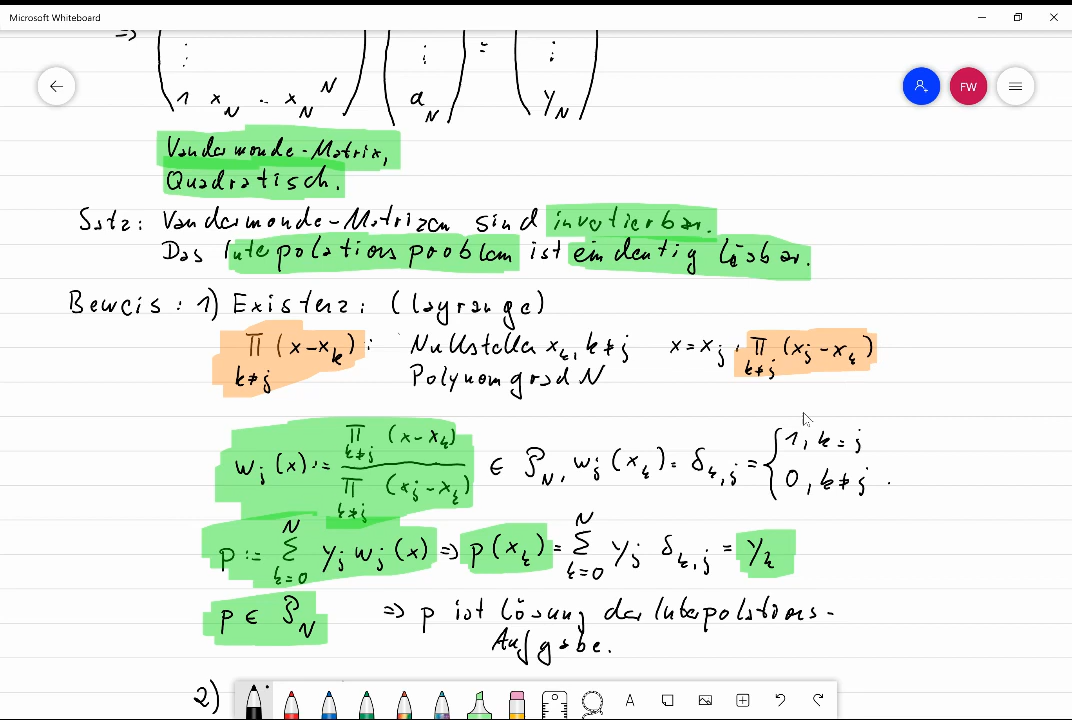 Microsoft Whiteboard
FW
=> ( ⋮ ) ( ⋮ ) = ( ⋮ )
1 x_N .. x_N^N a_N y_N
Vandermonde-Matrix,
Quadratisch.
Satz: Vandermonde-Matrizen sind invertierbar.
Das Interpolationsproblem ist eindeutig lösbar.
Beweis: 1) Existenz: (Lagrange)
∏_{k≠j} (x-x_k): Nullstellen x_k, k≠j x=x_j: ∏_{k≠j} (x_j-x_k)
Polynomgrad N
w_j(x) := ∏_{k≠j} (x-x_k) / ∏_{k≠j} (x_j-x_k) ∈ P_N, w_j(x_k) = δ_{k,j} = { 1, k=j
0, k≠j .
p := ∑_{k=0}^{N} y_j w_j(x) => p(x_k) = ∑_{k=0}^{N} y_j δ_{k,j} = y_k
p ∈ P_N => p ist Lösung der Interpolations-
Aufgabe.
2)
A